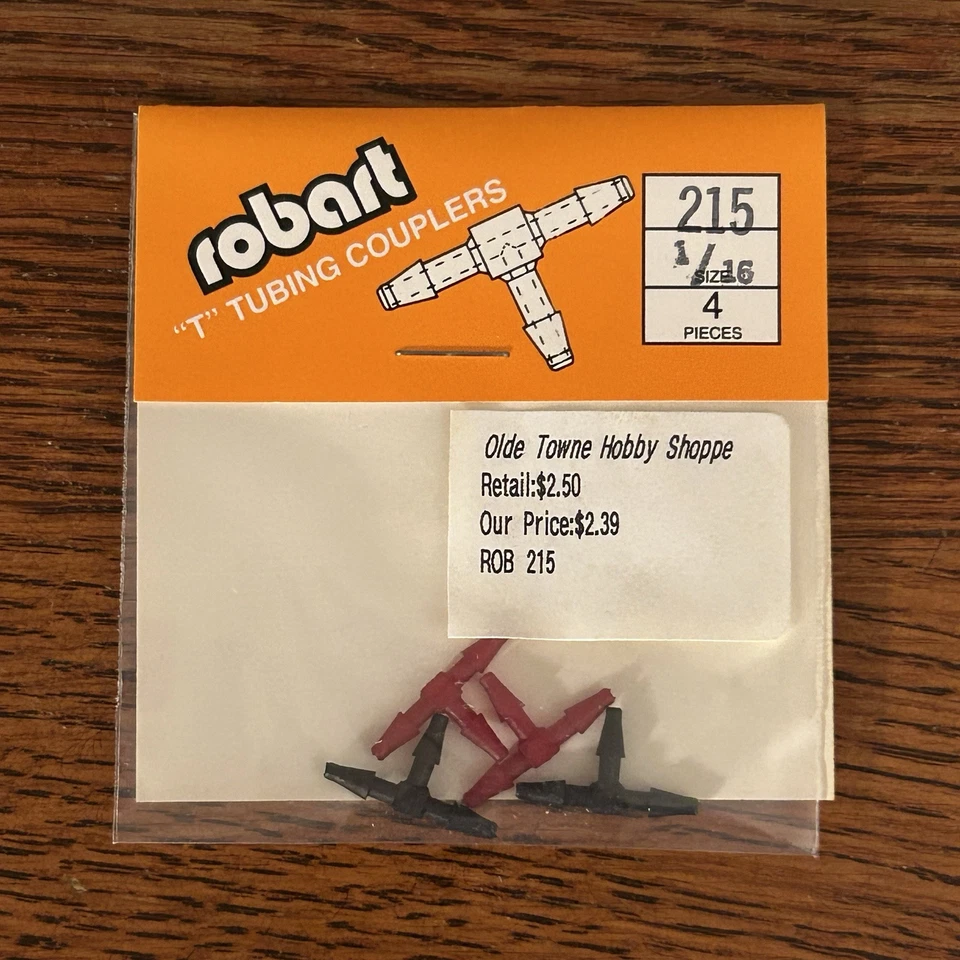 robart
“T” TUBING COUPLERS
215
1/16
SIZE
4
PIECES
Olde Towne Hobby Shoppe
Retail:$2.50
Our Price:$2.39
ROB 215